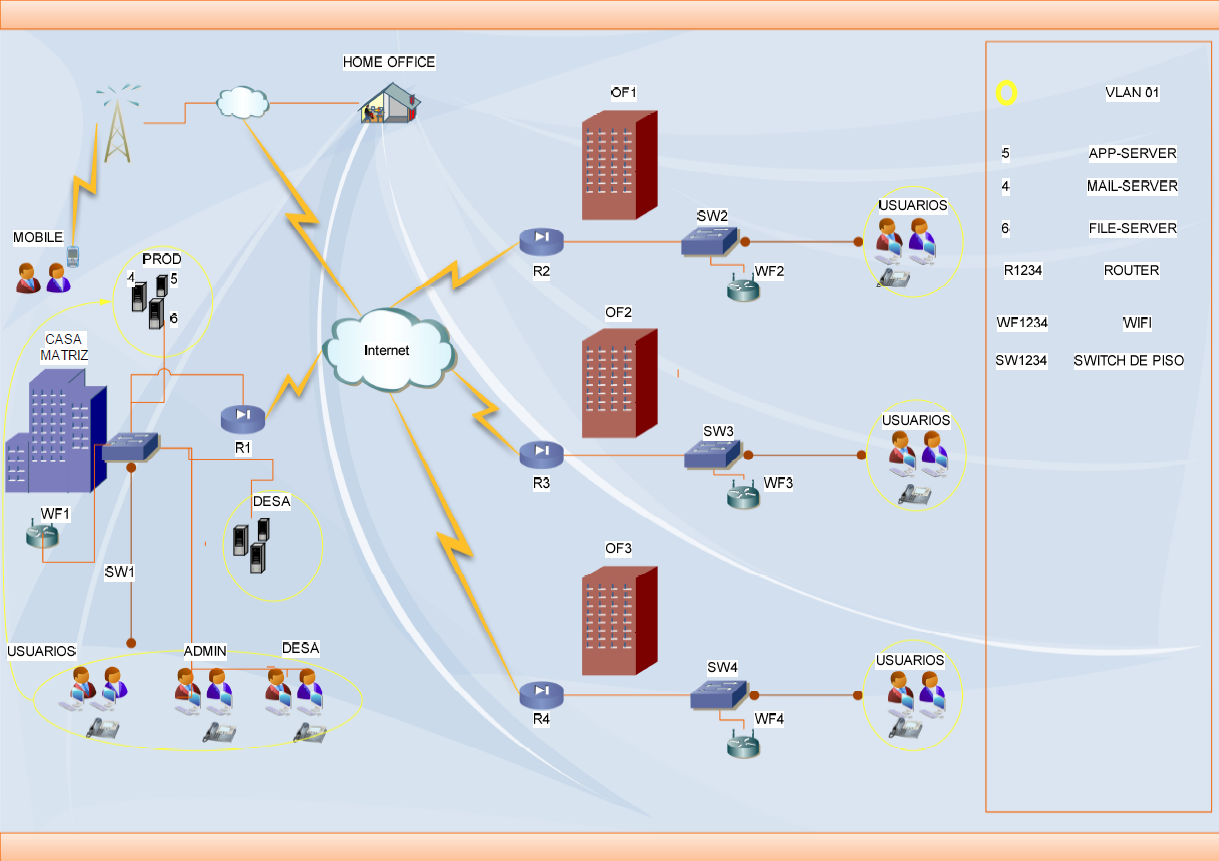 HOME OFFICE
OF1
VLAN 01
5 APP-SERVER
4 MAIL-SERVER
USUARIOS
SW2
6 FILE-SERVER
MOBILE
PROD
R2
WF2
R1234 ROUTER
4 5
6
OF2
WF1234 WIFI
CASA
MATRIZ
Internet
SW1234 SWITCH DE PISO
USUARIOS
SW3
R1
R3
WF3
DESA
WF1
OF3
SW1
USUARIOS
ADMIN
DESA
USUARIOS
SW4
R4
WF4